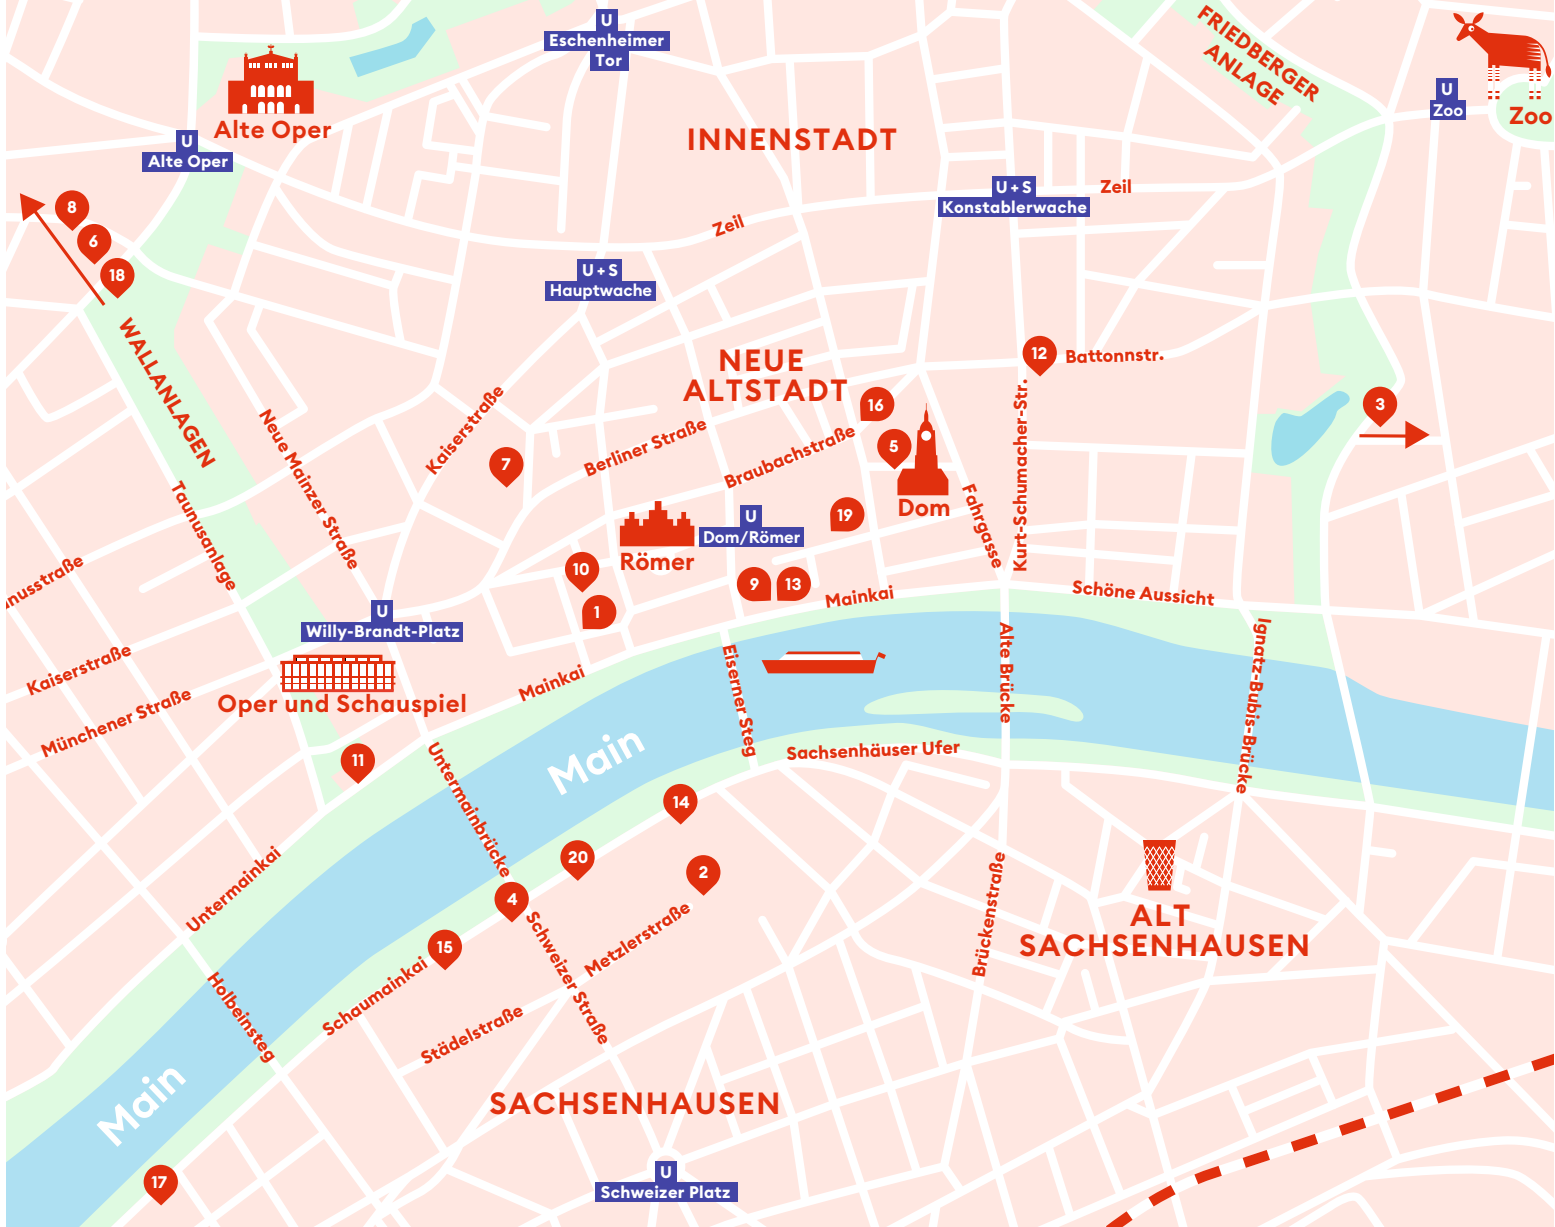 U
Eschenheimer
Tor
FRIEDBERGER
ANLAGE
U
Zoo
Zoo
Alte Oper
U
Alte Oper
INNENSTADT
U + S
Konstablerwache
Zeil
Zeil
8
6
18
U + S
Hauptwache
WALLANLAGEN
NEUE
ALTSTADT
12
Battonnstr.
16
3
Kaiserstraße
Neue Mainzer Straße
Berliner Straße
Braubachstraße
5
7
Kurt-Schumacher-Str.
Taunusanlage
Dom
Fahrgasse
19
U
Dom/Römer
Römer
10
9
13
1
Mainkai
Schöne Aussicht
nusstraße
U
Willy-Brandt-Platz
Kaiserstraße
Münchener Straße
Oper und Schauspiel
Mainkai
Eiserner Steg
Alte Brücke
Ignatz-Bubis-Brücke
11
Main
Sachsenhäuser Ufer
Untermainbrücke
14
20
2
4
Untermainkai
15
Schweizer Straße
Metzlerstraße
Brückenstraße
ALT
SACHSENHAUSEN
Holbeinsteg
Schaumainkai
Städelstraße
Main
SACHSENHAUSEN
17
U
Schweizer Platz